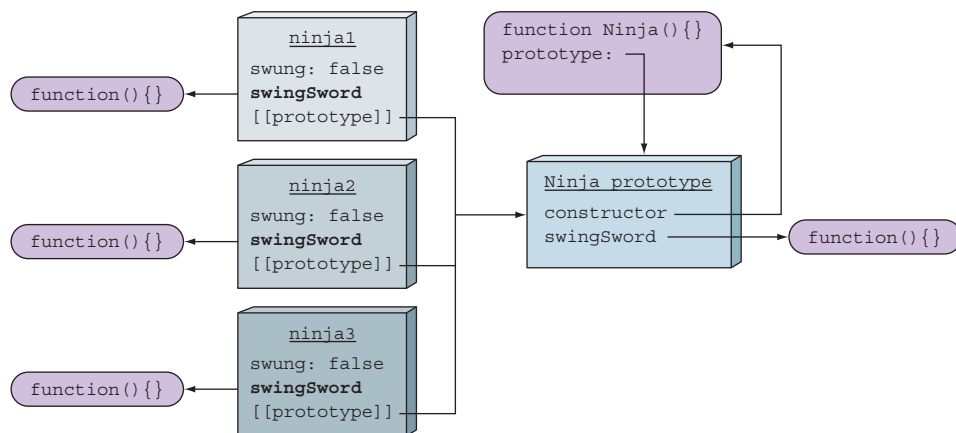 function(){}
ninja1
swung: false
swingSword
[[prototype]]
function(){}
ninja2
swung: false
swingSword
[[prototype]]
function(){}
ninja3
swung: false
swingSword
[[prototype]]
function Ninja(){}
prototype:
Ninja prototype
constructor
swingSword
function(){}